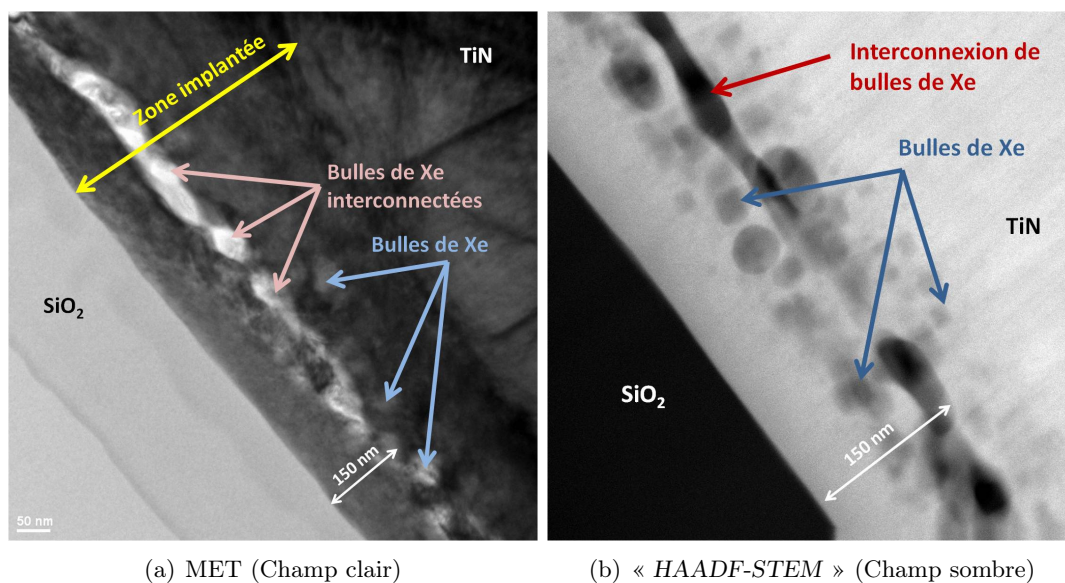 TiN
Zone implantée
Bulles de Xe
interconnectées
Bulles de Xe
SiO₂
150 nm
50 nm
(a) MET (Champ clair)
Interconnexion de
bulles de Xe
Bulles de Xe
TiN
SiO₂
150 nm
(b) « HAADF-STEM » (Champ sombre)